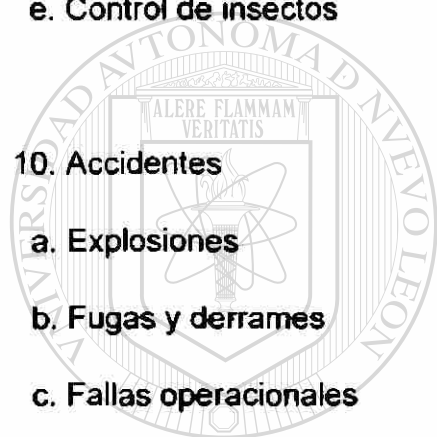 e. Control de insectos
ALERE FLAMMAM
VERITATIS
10. Accidentes
a. Explosiones
b. Fugas y derrames
c. Fallas operacionales